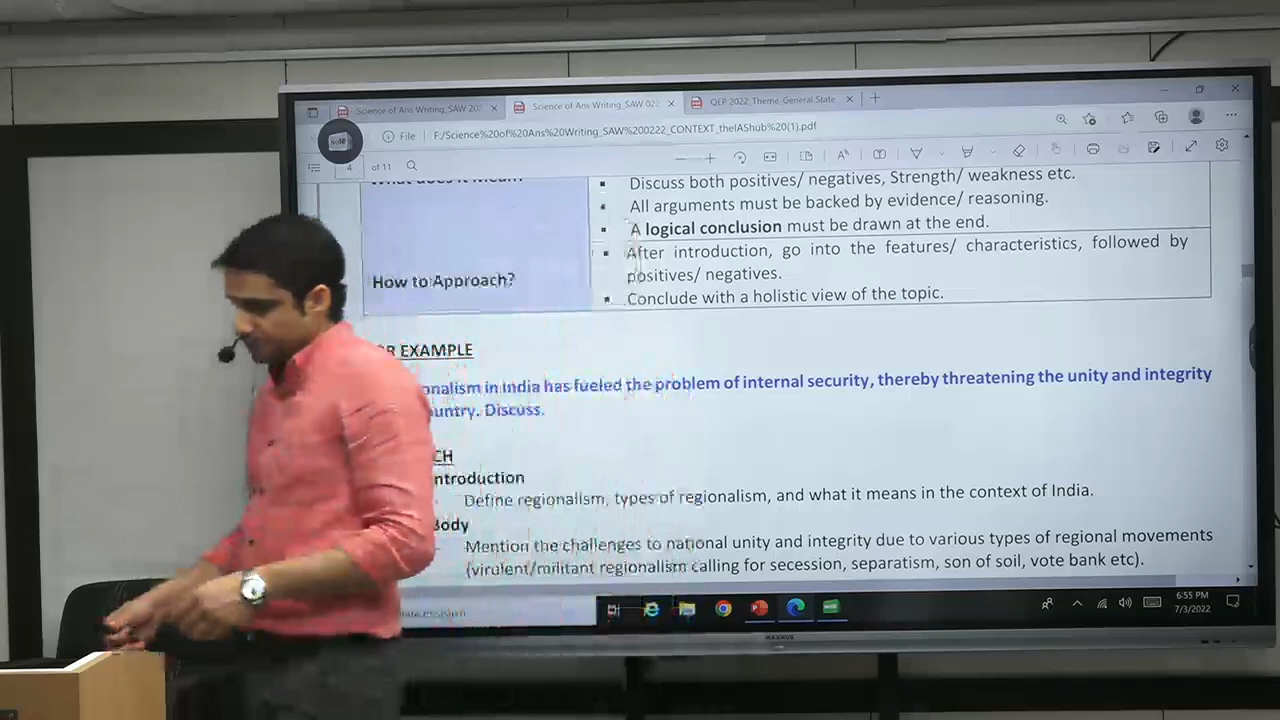 Science of Ans Writing_SAW 202
Science of Ans Writing_SAW 022
QEP 2022_Theme_General State
File
F:/Science%20of%20Ans%20Writing_SAW%200222_CONTEXT_theIAShub%20(1).pdf
4 of 11
Discuss both positives/ negatives, Strength/ weakness etc.
All arguments must be backed by evidence/ reasoning.
A logical conclusion must be drawn at the end.
How to Approach?
After introduction, go into the features/ characteristics, followed by
positives/ negatives.
Conclude with a holistic view of the topic.
R EXAMPLE
onalism in India has fueled the problem of internal security, thereby threatening the unity and integrity
untry. Discuss.
CH
ntroduction
Define regionalism, types of regionalism, and what it means in the context of India.
Body
Mention the challenges to national unity and integrity due to various types of regional movements
(virulent/militant regionalism calling for secession, separatism, son of soil, vote bank etc).
6:55 PM
7/3/2022
MAXHUB